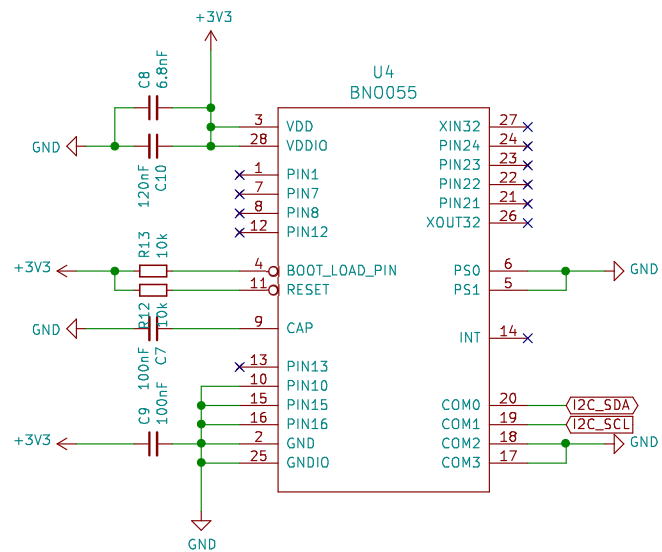 +3V3
U4
BNO055
C8
6.8nF
GND
120nF
C10
3
VDD
28
VDDIO
1
PIN1
7
PIN7
8
PIN8
12
PIN12
XIN32
27
PIN24
24
PIN23
23
PIN22
22
PIN21
21
XOUT32
26
R13
10k
+3V3
4
BOOT_LOAD_PIN
11
RESET
PS0
6
GND
PS1
5
R12
10k
GND
9
CAP
100nF
C7
INT
14
13
PIN13
10
PIN10
15
PIN15
16
PIN16
2
GND
25
GNDIO
C9
100nF
+3V3
COM0
20
I2C_SDA
COM1
19
I2C_SCL
COM2
18
GND
COM3
17
GND